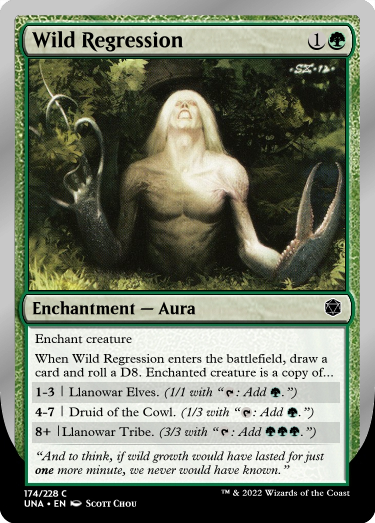 Wild Regression 1
·SZ·12·
Enchantment — Aura
Enchant creature
When Wild Regression enters the battlefield, draw a
card and roll a D8. Enchanted creature is a copy of...
1-3 | Llanowar Elves. (1/1 with “: Add .”)
4-7 | Druid of the Cowl. (1/3 with “: Add .”)
8+ |Llanowar Tribe. (3/3 with “: Add .”)
“And to think, if wild growth would have lasted for just
one more minute, we never would have known.”
174/228 C
™ & 2022 Wizards of the Coast
UNA • EN Scott Chou